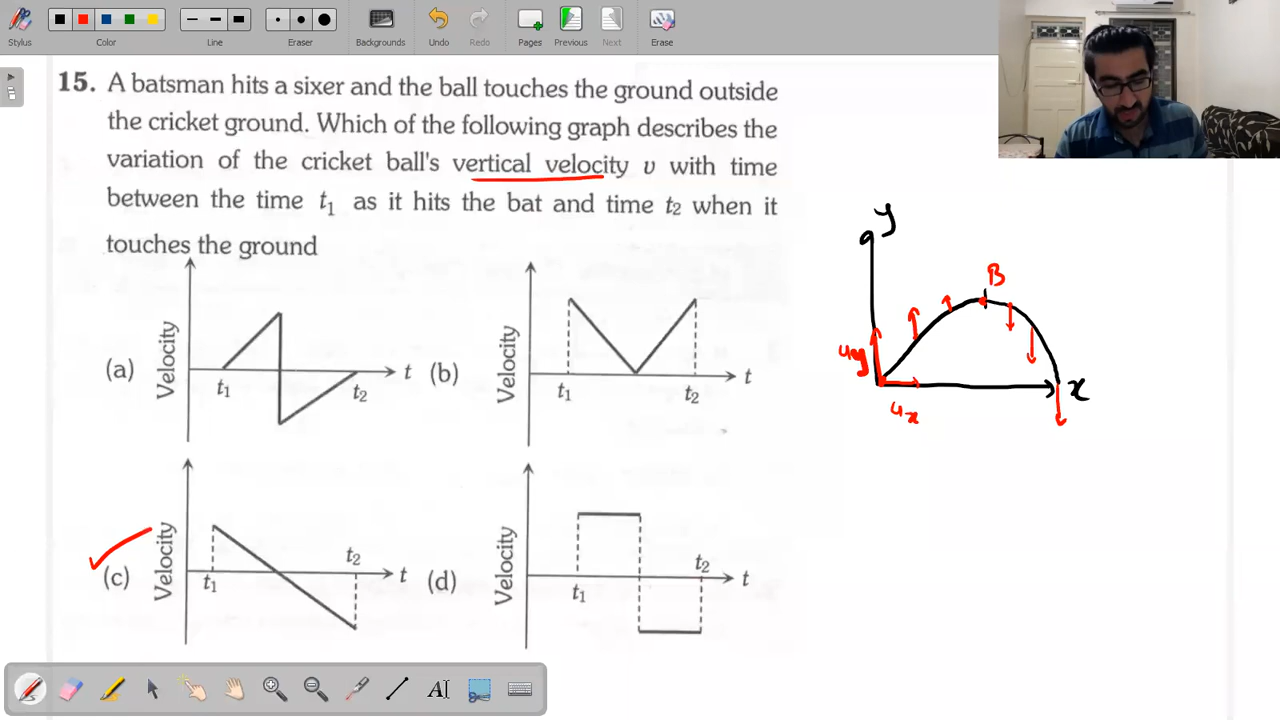 Stylus
Color
Line
Eraser
Backgrounds
Undo
Redo
Pages
Previous
Next
Erase
15. A batsman hits a sixer and the ball touches the ground outside
the cricket ground. Which of the following graph describes the
variation of the cricket ball's vertical velocity υ with time
between the time t₁ as it hits the bat and time t₂ when it
touches the ground
(a) Velocity t₁ t₂ t
(b) Velocity t₁ t₂ t
(c) Velocity t₁ t₂ t
(d) Velocity t₁ t₂ t
y
B
uy
x
ux